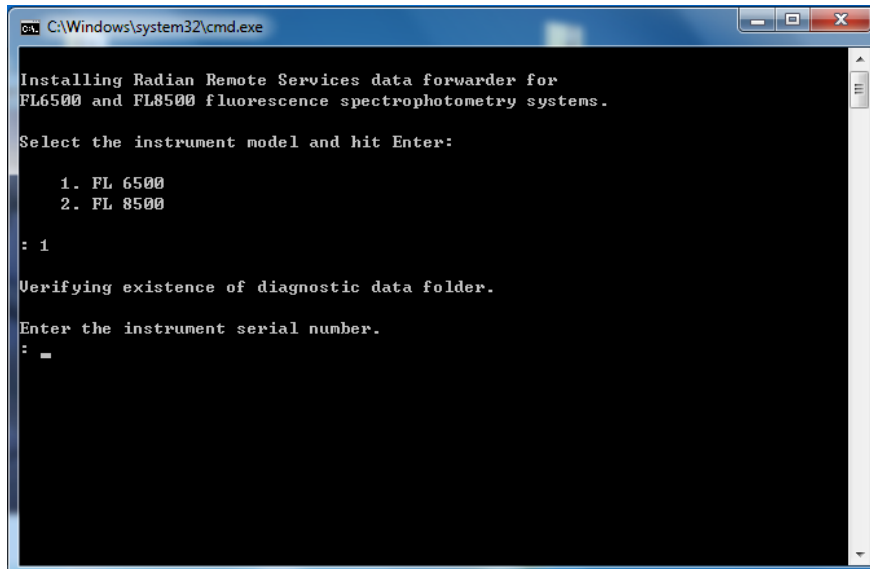 C:\Windows\system32\cmd.exe
Installing Radian Remote Services data forwarder for
FL6500 and FL8500 fluorescence spectrophotometry systems.
Select the instrument model and hit Enter:
1. FL 6500
2. FL 8500
: 1
Verifying existence of diagnostic data folder.
Enter the instrument serial number.
: _